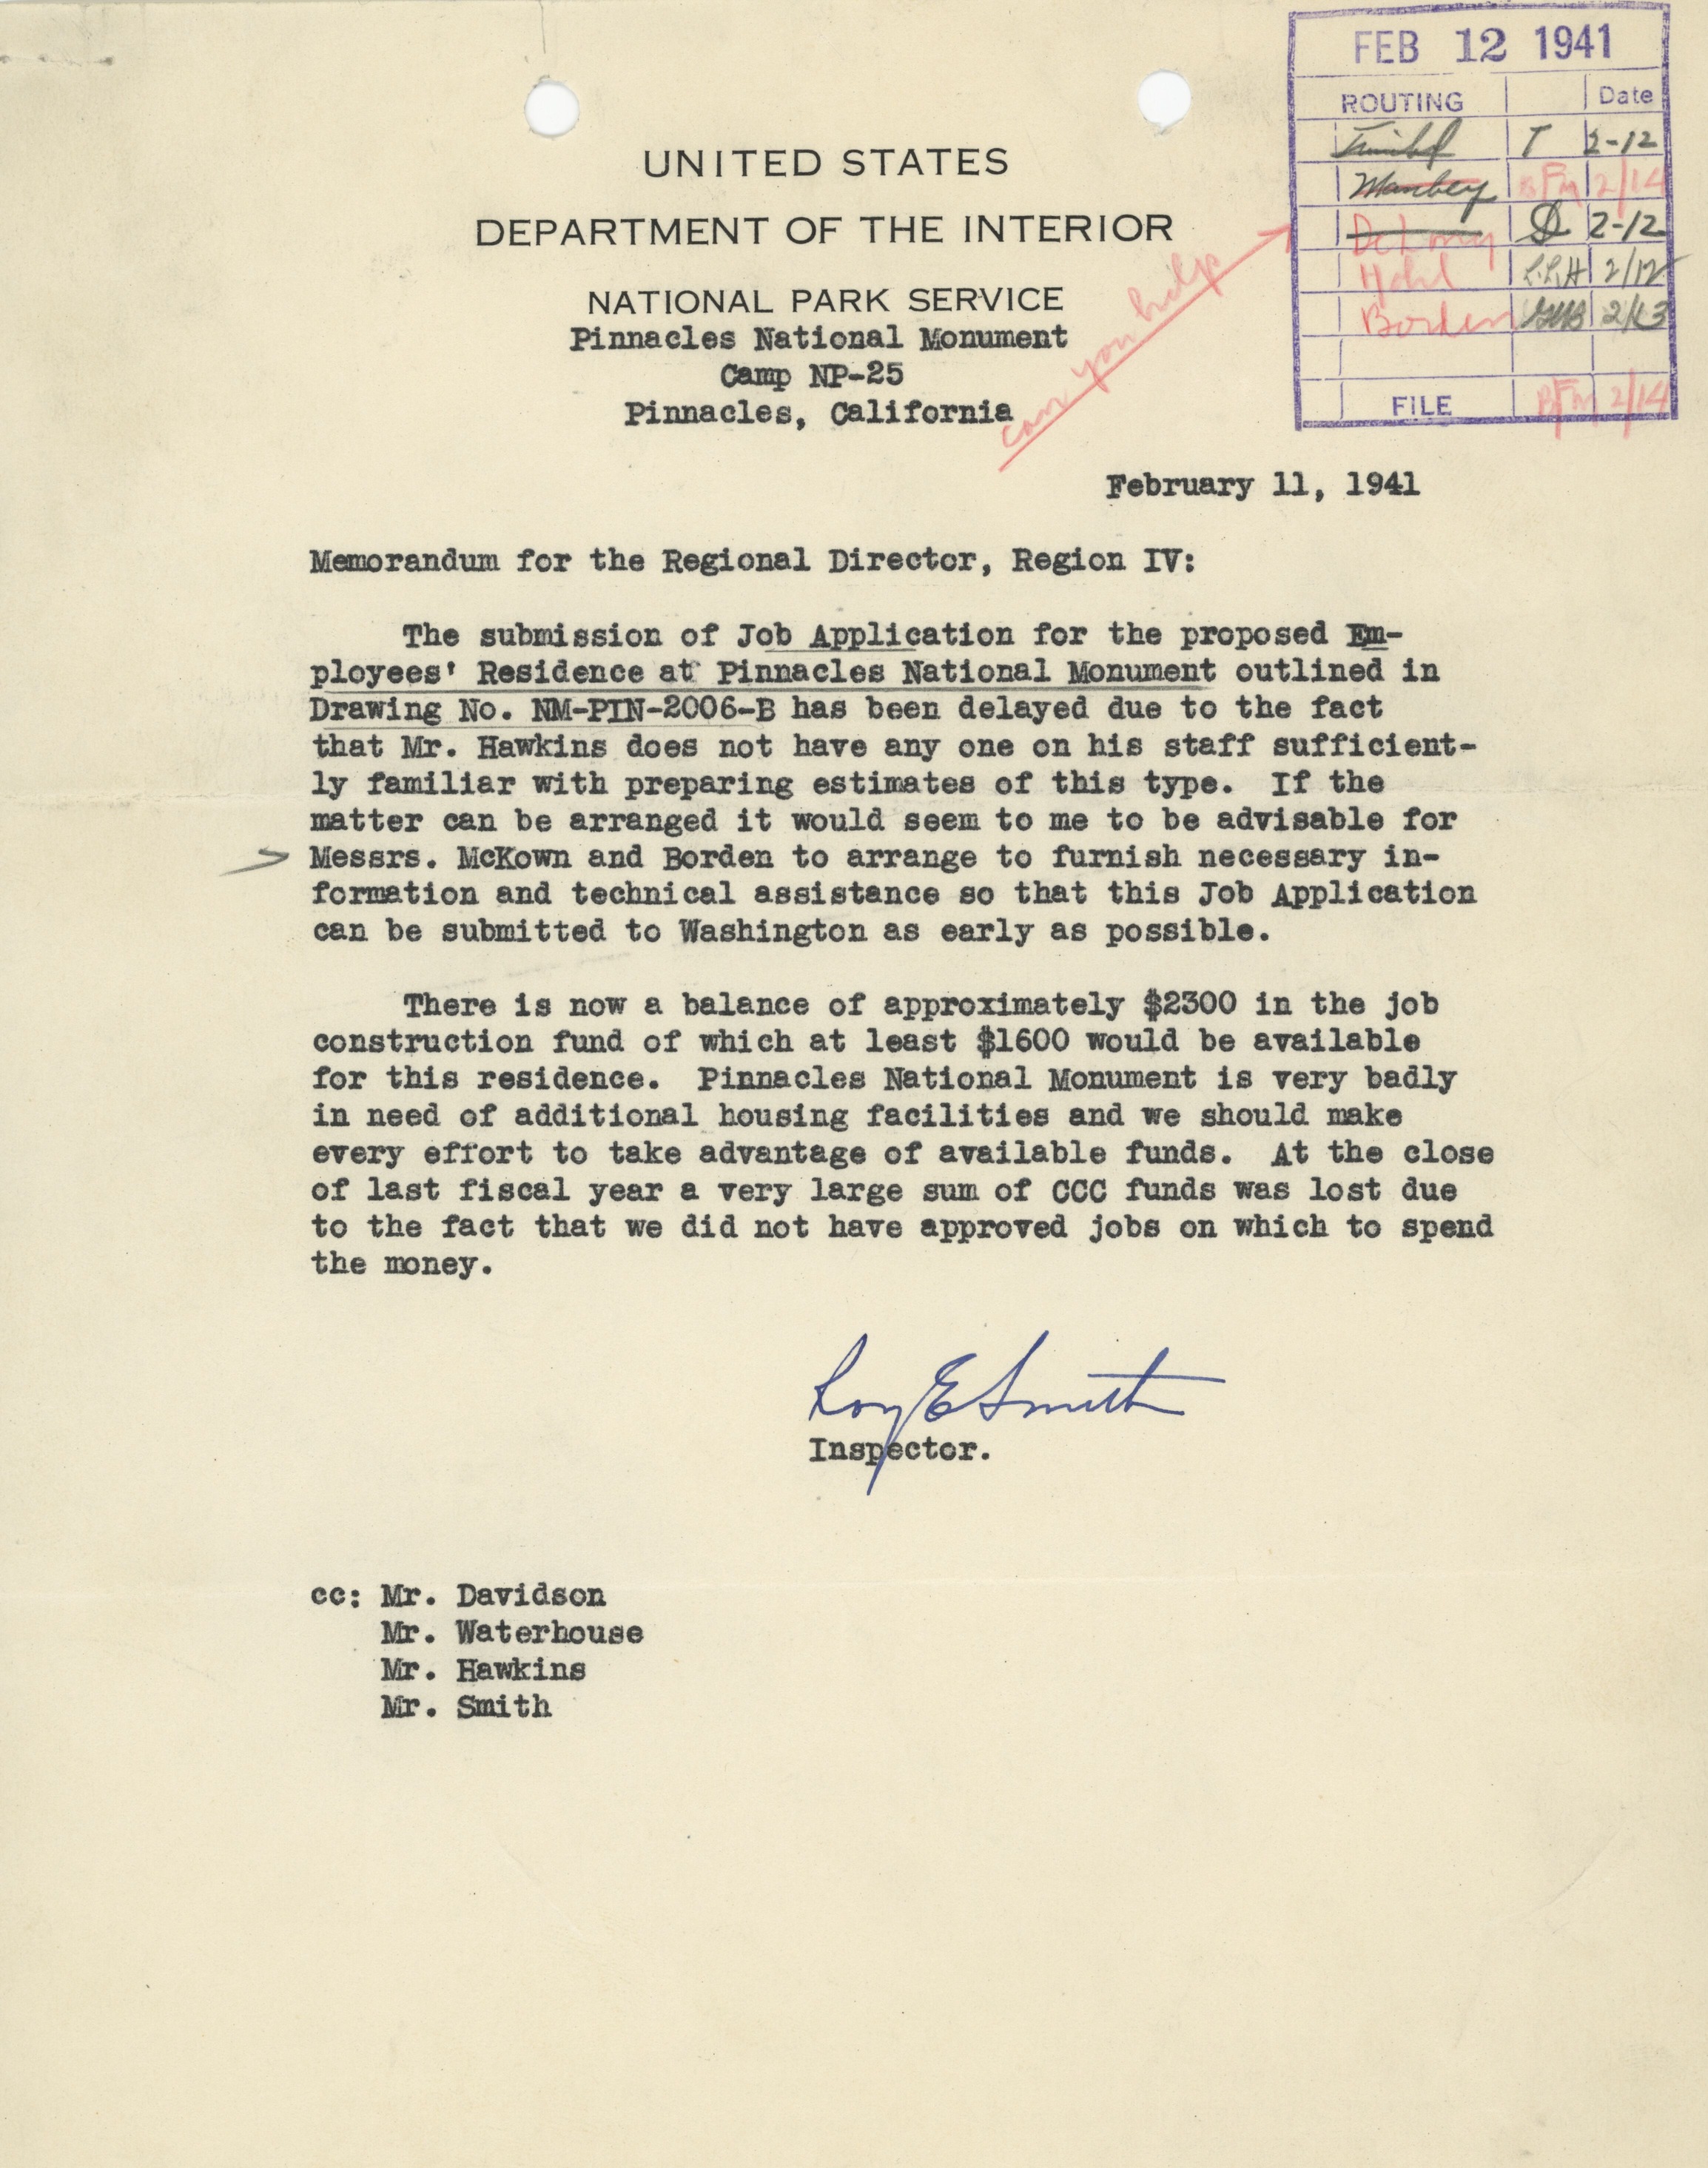 FEB 12 1941
ROUTING Date
T 2-12
Manbey BFM 2/14
2-12
Hohl L.L.H 2/12
Borden GMB 2/13
FILE BFM 2/14
can you help
UNITED STATES
DEPARTMENT OF THE INTERIOR
NATIONAL PARK SERVICE
Pinnacles National Monument
Camp NP-25
Pinnacles, California
February 11, 1941
Memorandum for the Regional Director, Region IV:
The submission of Job Application for the proposed Em-
ployees' Residence at Pinnacles National Monument outlined in
Drawing No. NM-PIN-2006-B has been delayed due to the fact
that Mr. Hawkins does not have any one on his staff sufficient-
ly familiar with preparing estimates of this type. If the
matter can be arranged it would seem to me to be advisable for
Messrs. McKown and Borden to arrange to furnish necessary in-
formation and technical assistance so that this Job Application
can be submitted to Washington as early as possible.
There is now a balance of approximately $2300 in the job
construction fund of which at least $1600 would be available
for this residence. Pinnacles National Monument is very badly
in need of additional housing facilities and we should make
every effort to take advantage of available funds. At the close
of last fiscal year a very large sum of CCC funds was lost due
to the fact that we did not have approved jobs on which to spend
the money.
Roy E Smith
Inspector.
cc: Mr. Davidson
Mr. Waterhouse
Mr. Hawkins
Mr. Smith